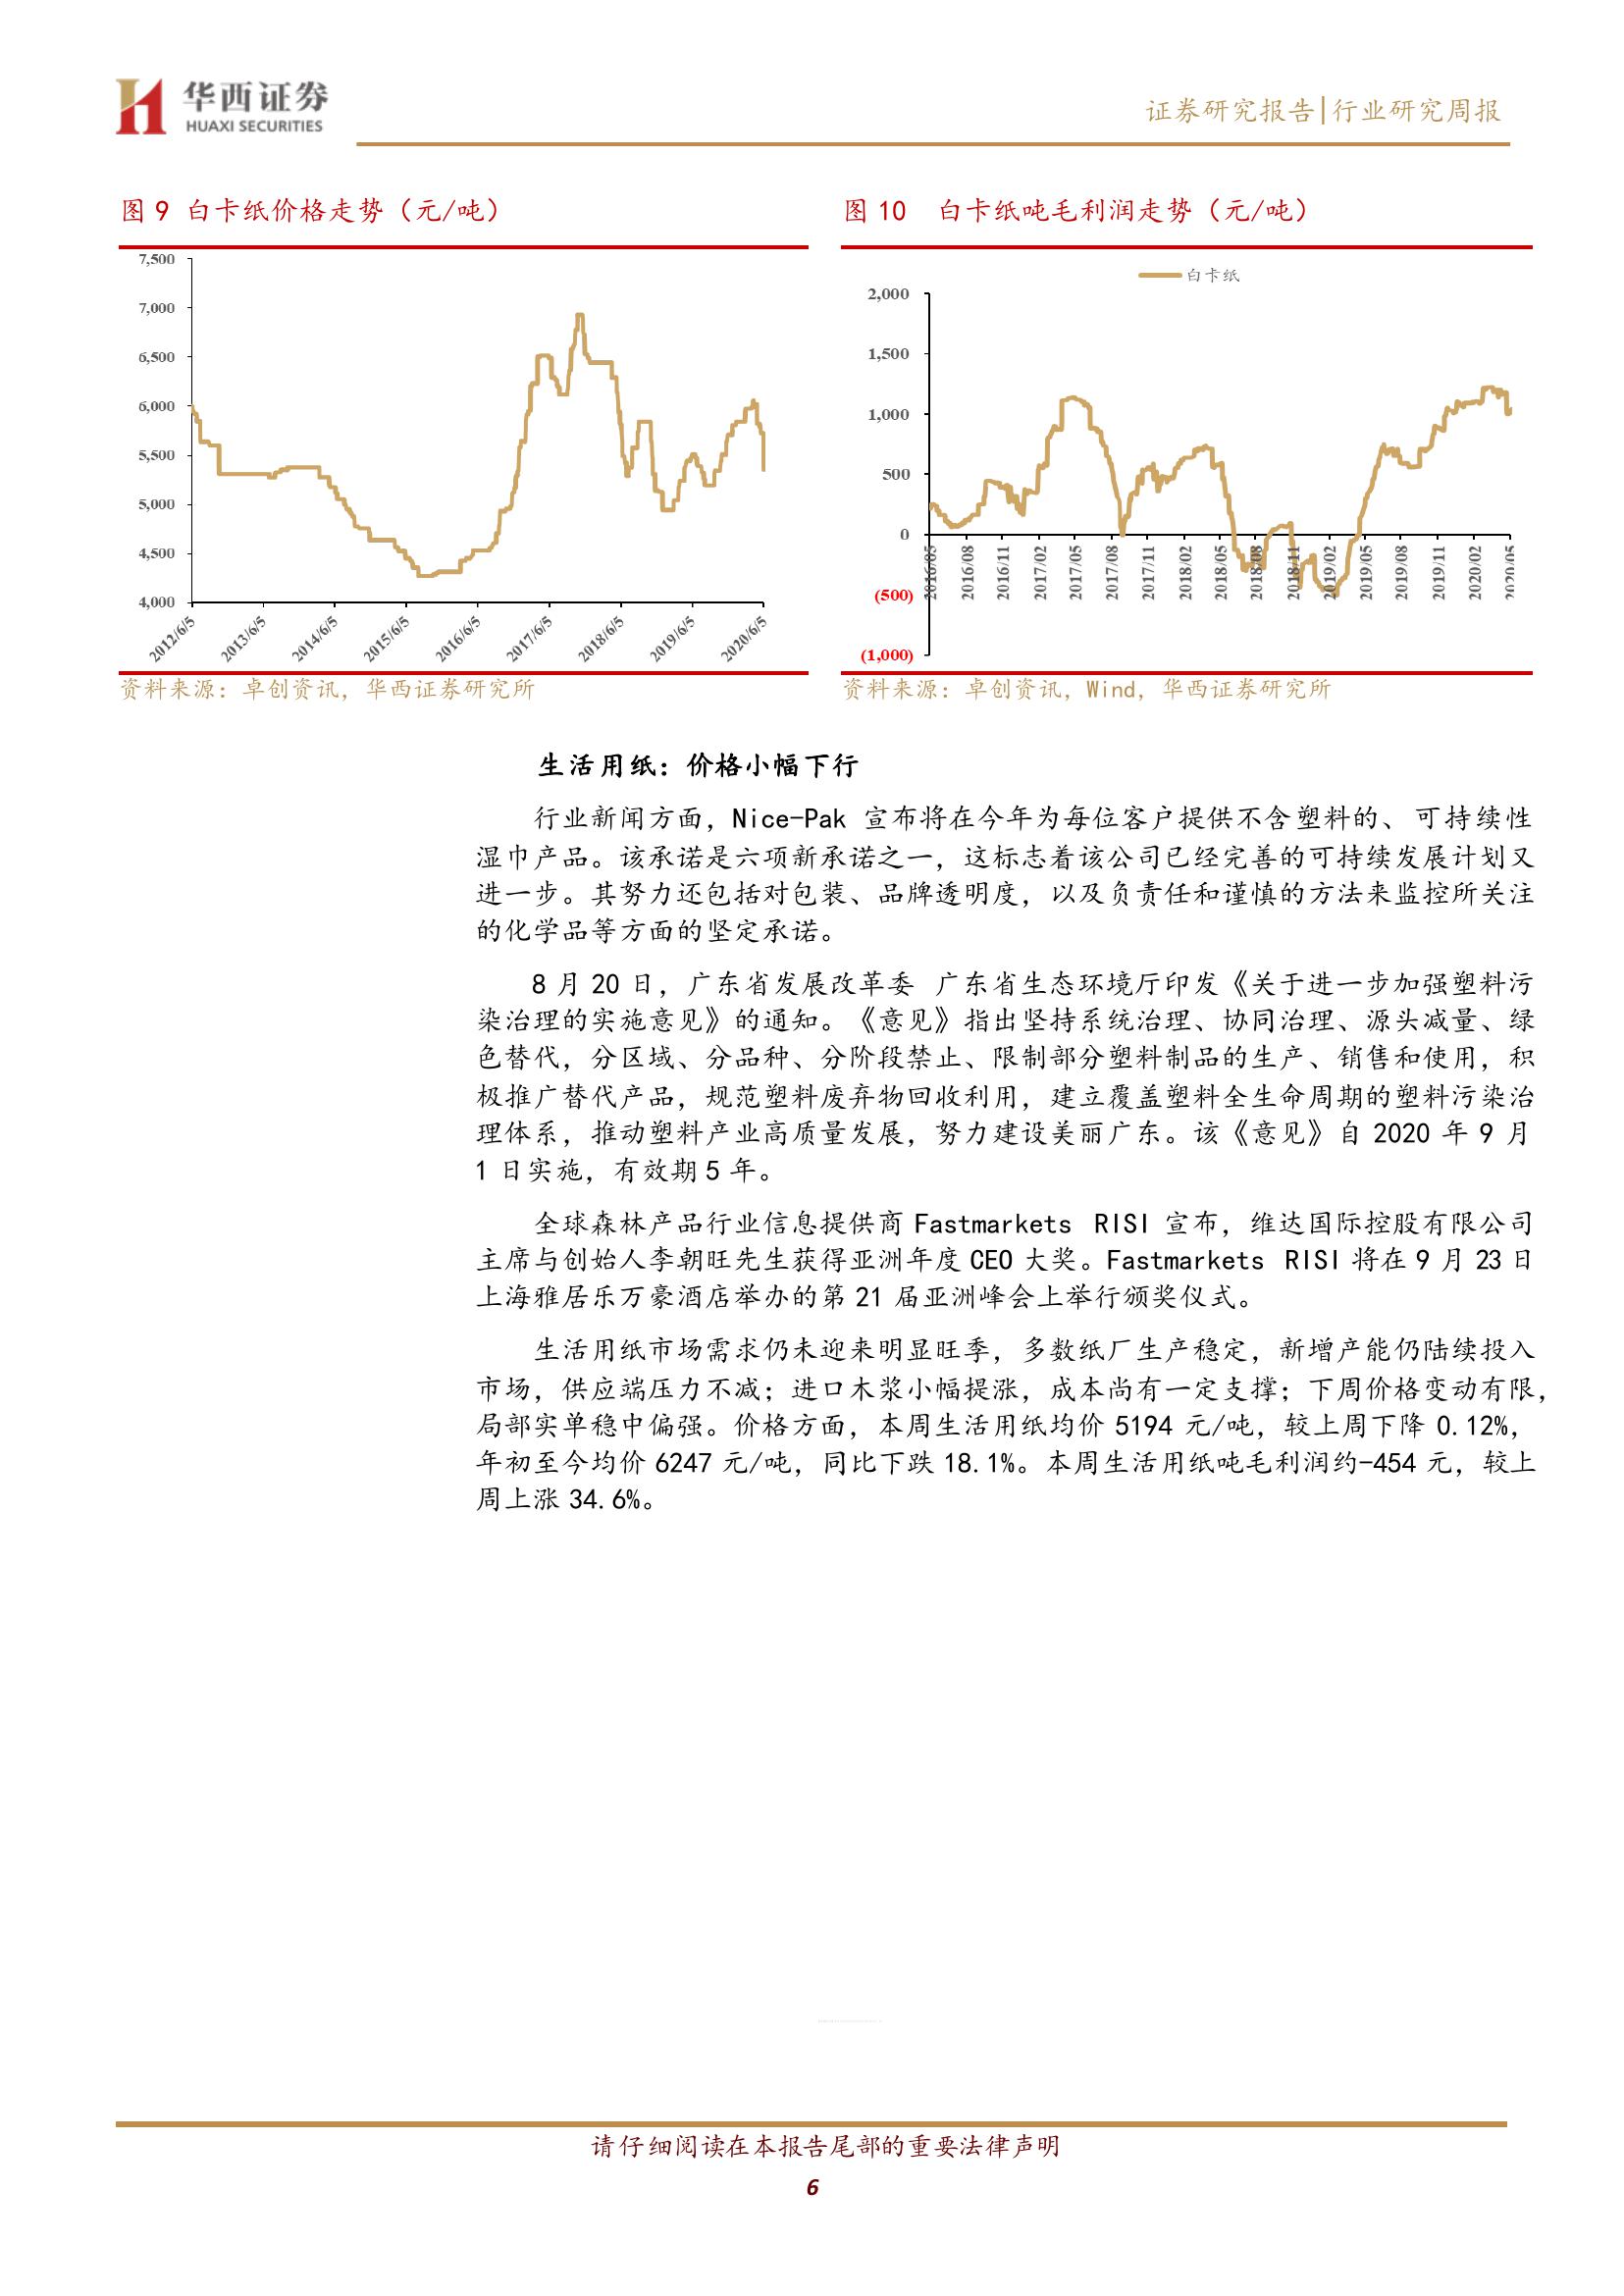 华西证券
HUAXI SECURITIES
证券研究报告|行业研究周报
图 9 白卡纸价格走势（元/吨）
7,500
7,000
6,500
6,000
5,500
5,000
4,500
4,000
2012/6/5
2013/6/5
2014/6/5
2015/6/5
2016/6/5
2017/6/5
2018/6/5
2019/6/5
2020/6/5
资料来源：卓创资讯，华西证券研究所
图 10 白卡纸吨毛利润走势（元/吨）
白卡纸
2,000
1,500
1,000
500
0
(500)
(1,000)
2016/05
2016/08
2016/11
2017/02
2017/05
2017/08
2017/11
2018/02
2018/05
2018/08
2018/11
2019/02
2019/05
2019/08
2019/11
2020/02
2020/05
资料来源：卓创资讯，Wind，华西证券研究所
生活用纸：价格小幅下行
行业新闻方面，Nice-Pak 宣布将在今年为每位客户提供不含塑料的、可持续性
湿巾产品。该承诺是六项新承诺之一，这标志着该公司已经完善的可持续发展计划又
进一步。其努力还包括对包装、品牌透明度，以及负责任和谨慎的方法来监控所关注
的化学品等方面的坚定承诺。
8 月 20 日，广东省发展改革委 广东省生态环境厅印发《关于进一步加强塑料污
染治理的实施意见》的通知。《意见》指出坚持系统治理、协同治理、源头减量、绿
色替代，分区域、分品种、分阶段禁止、限制部分塑料制品的生产、销售和使用，积
极推广替代产品，规范塑料废弃物回收利用，建立覆盖塑料全生命周期的塑料污染治
理体系，推动塑料产业高质量发展，努力建设美丽广东。该《意见》自 2020 年 9 月
1 日实施，有效期 5 年。
全球森林产品行业信息提供商 Fastmarkets RISI 宣布，维达国际控股有限公司
主席与创始人李朝旺先生获得亚洲年度 CEO 大奖。Fastmarkets RISI 将在 9 月 23 日
上海雅居乐万豪酒店举办的第 21 届亚洲峰会上举行颁奖仪式。
生活用纸市场需求仍未迎来明显旺季，多数纸厂生产稳定，新增产能仍陆续投入
市场，供应端压力不减；进口木浆小幅提涨，成本尚有一定支撑；下周价格变动有限，
局部实单稳中偏强。价格方面，本周生活用纸均价 5194 元/吨，较上周下降 0.12%，
年初至今均价 6247 元/吨，同比下跌 18.1%。本周生活用纸吨毛利润约-454 元，较上
周上涨 34.6%。
请仔细阅读在本报告尾部的重要法律声明
6